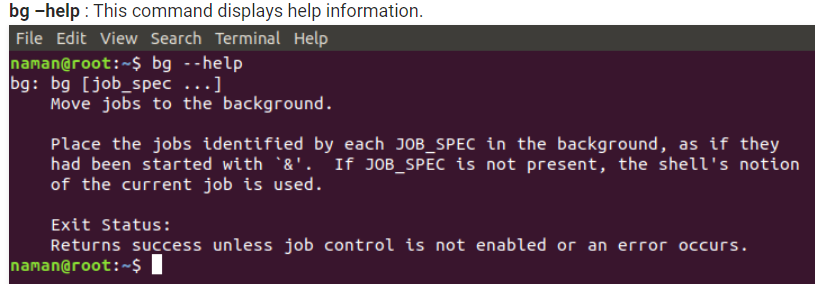 bg –help : This command displays help information.
File Edit View Search Terminal Help
naman@root:~$ bg --help
bg: bg [job_spec ...]
    Move jobs to the background.

    Place the jobs identified by each JOB_SPEC in the background, as if they
    had been started with `&'.  If JOB_SPEC is not present, the shell's notion
    of the current job is used.

    Exit Status:
    Returns success unless job control is not enabled or an error occurs.
naman@root:~$